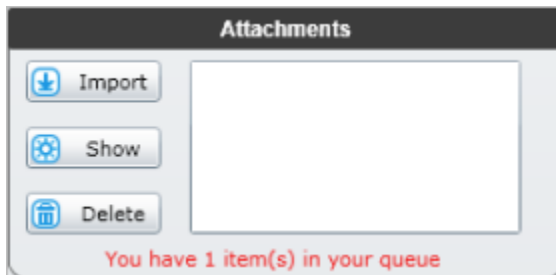 Attachments
Import
Show
Delete
You have 1 item(s) in your queue